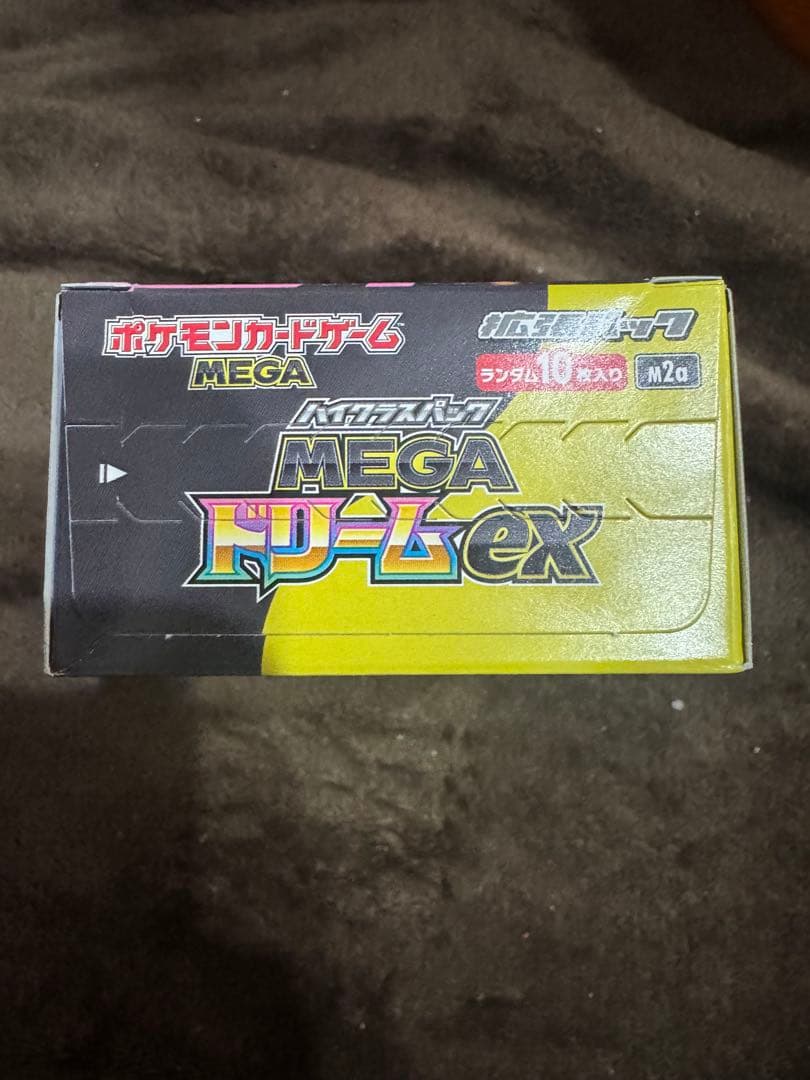 ポケモンカードゲーム
MEGA
拡張パック
ランダム10枚入り
M2a
ハイクラスパック
MEGA
ドリームex